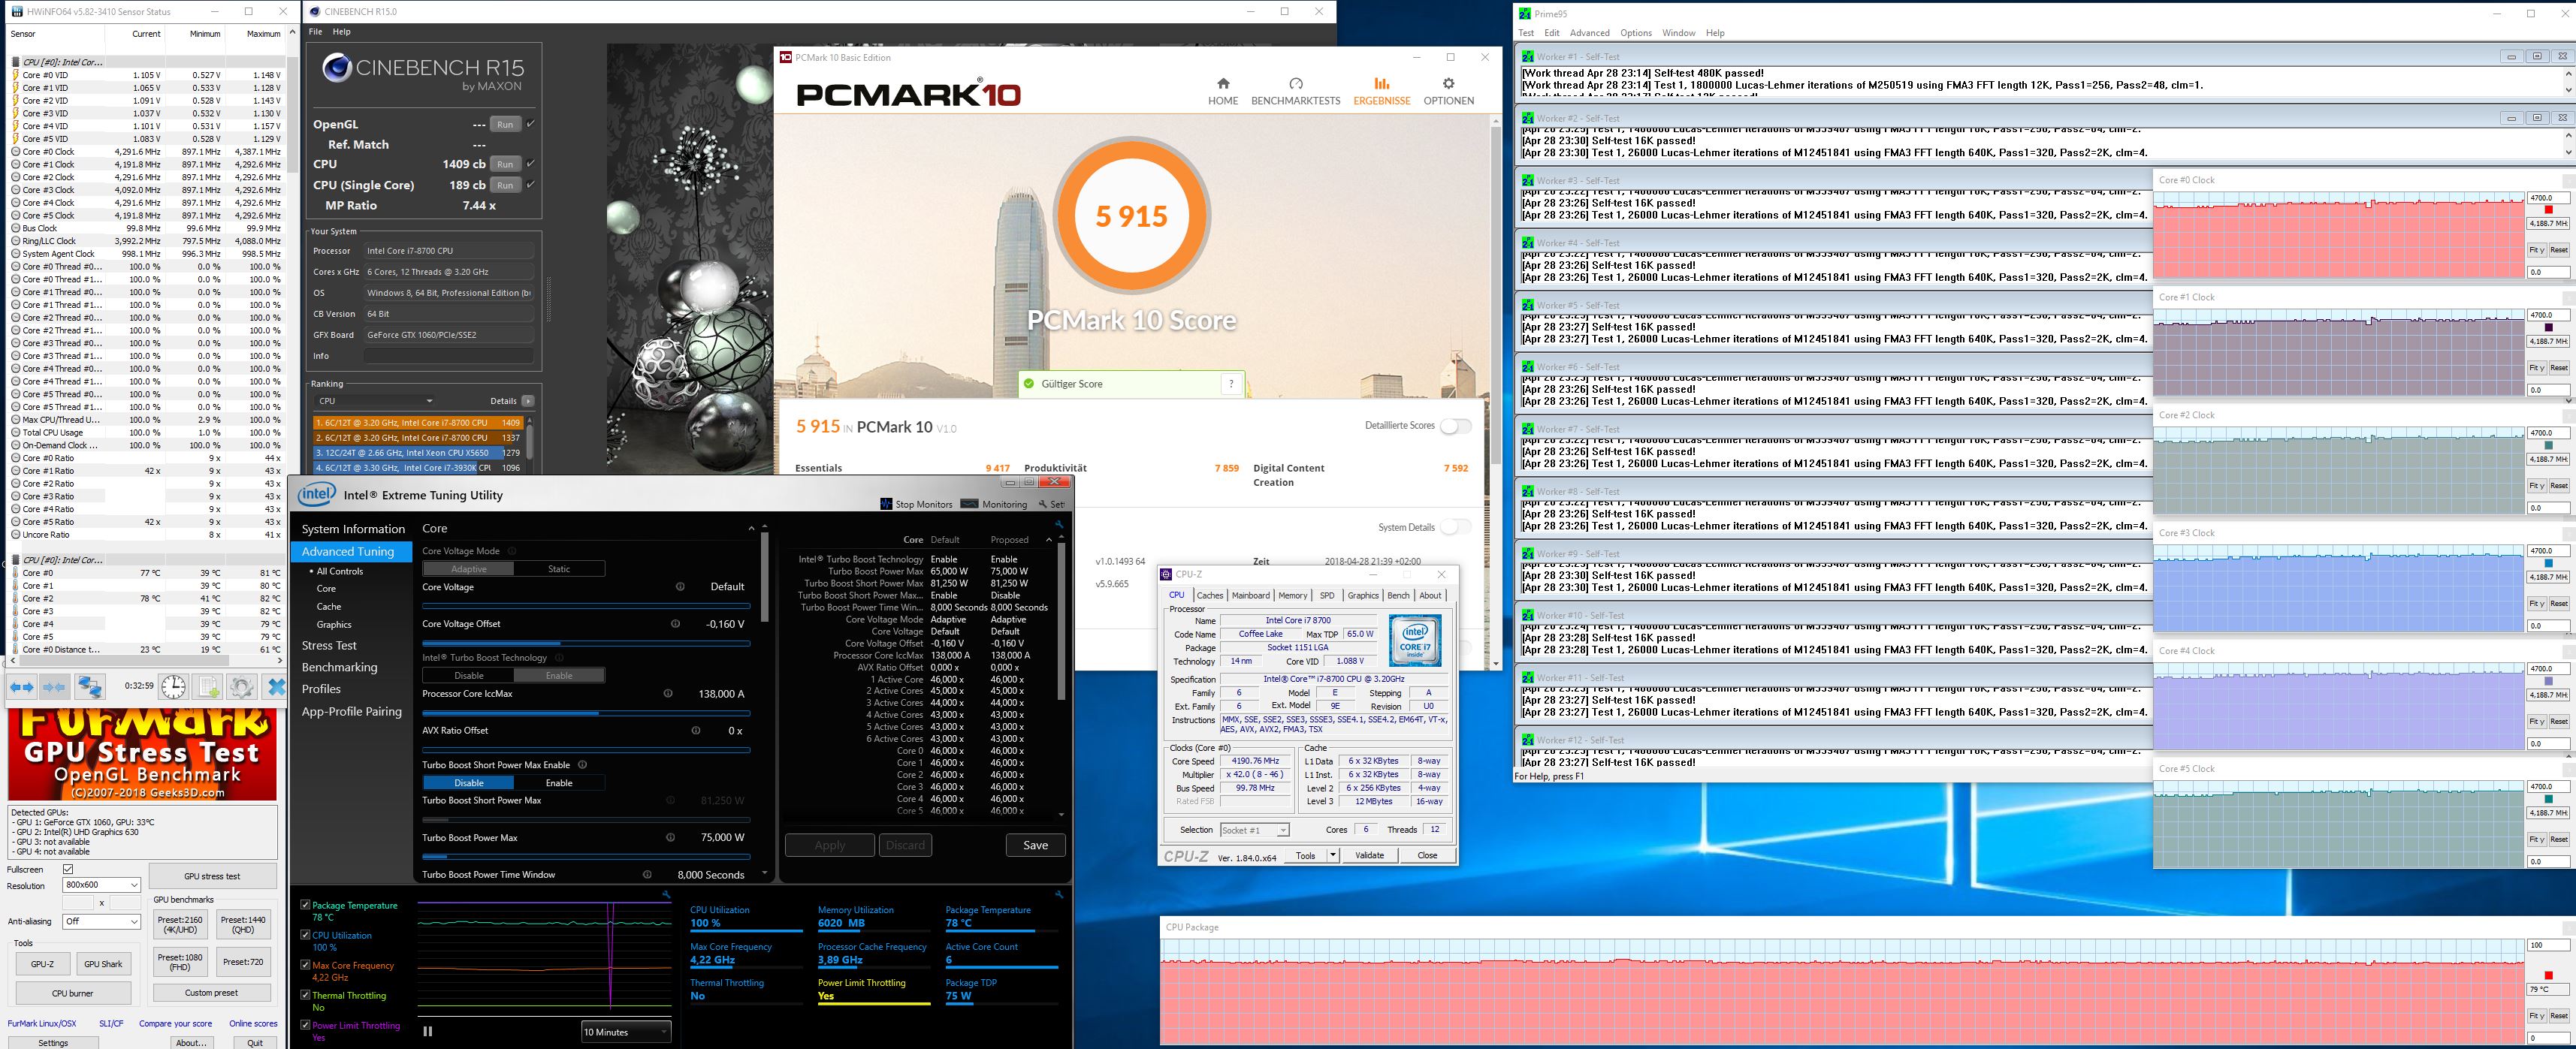 HWiNFO64 v5.82-3410 Sensor Status
Sensor Current Minimum Maximum
CPU [#0]: Intel Cor...
Core #0 VID 1.105 V 0.527 V 1.148 V
Core #1 VID 1.065 V 0.533 V 1.128 V
Core #2 VID 1.091 V 0.528 V 1.143 V
Core #3 VID 1.037 V 0.532 V 1.130 V
Core #4 VID 1.101 V 0.531 V 1.157 V
Core #5 VID 1.083 V 0.528 V 1.129 V
Core #0 Clock 4,291.6 MHz 897.1 MHz 4,387.1 MHz
Core #1 Clock 4,191.8 MHz 897.1 MHz 4,292.6 MHz
Core #2 Clock 4,291.6 MHz 897.1 MHz 4,292.6 MHz
Core #3 Clock 4,092.0 MHz 897.1 MHz 4,292.6 MHz
Core #4 Clock 4,291.6 MHz 897.1 MHz 4,292.6 MHz
Core #5 Clock 4,191.8 MHz 897.1 MHz 4,292.6 MHz
Bus Clock 99.8 MHz 99.6 MHz 99.9 MHz
Ring/LLC Clock 3,992.2 MHz 797.5 MHz 4,088.0 MHz
System Agent Clock 998.1 MHz 996.3 MHz 998.5 MHz
Core #0 Thread #0... 100.0 % 0.0 % 100.0 %
Core #0 Thread #1... 100.0 % 0.0 % 100.0 %
Core #1 Thread #0... 100.0 % 0.0 % 100.0 %
Core #1 Thread #1... 100.0 % 0.0 % 100.0 %
Core #2 Thread #0... 100.0 % 0.0 % 100.0 %
Core #2 Thread #1... 100.0 % 0.0 % 100.0 %
Core #3 Thread #0... 100.0 % 0.0 % 100.0 %
Core #3 Thread #1... 100.0 % 0.0 % 100.0 %
Core #4 Thread #0... 100.0 % 0.0 % 100.0 %
Core #4 Thread #1... 100.0 % 0.0 % 100.0 %
Core #5 Thread #0... 100.0 % 0.0 % 100.0 %
Core #5 Thread #1... 100.0 % 0.0 % 100.0 %
Max CPU/Thread U... 100.0 % 2.9 % 100.0 %
Total CPU Usage 100.0 % 1.0 % 100.0 %
On-Demand Clock ... 100.0 % 100.0 % 100.0 %
Core #0 Ratio 9 x 44 x
Core #1 Ratio 42 x 9 x 43 x
Core #2 Ratio 9 x 43 x
Core #3 Ratio 9 x 43 x
Core #4 Ratio 9 x 43 x
Core #5 Ratio 42 x 9 x 43 x
Uncore Ratio 8 x 41 x
CPU [#0]: Intel Cor...
Core #0 77 °C 39 °C 81 °C
Core #1 39 °C 80 °C
Core #2 78 °C 41 °C 82 °C
Core #3 39 °C 82 °C
Core #4 39 °C 79 °C
Core #5 39 °C 79 °C
Core #0 Distance t... 23 °C 19 °C 61 °C
0:32:59
FurMark
GPU Stress Test
OpenGL Benchmark
(C)2007-2018 Geeks3D.com
Detected GPUs:
- GPU 1: GeForce GTX 1060, GPU: 33°C
- GPU 2: Intel(R) UHD Graphics 630
- GPU 3: not available
- GPU 4: not available
Fullscreen
GPU stress test
Resolution 800x600
x
GPU benchmarks
Anti-aliasing Off
Preset:2160 (4K/UHD)
Preset:1440 (QHD)
Tools
GPU-Z GPU Shark
Preset:1080 (FHD)
Preset:720
CPU burner
Custom preset
FurMark Linux/OSX SLI/CF Compare your score Online scores
Settings About... Quit
CINEBENCH R15.0
File Help
CINEBENCH R15
by MAXON
OpenGL --- Run
Ref. Match ---
CPU 1409 cb Run
CPU (Single Core) 189 cb Run
MP Ratio 7.44 x
Your System
Processor Intel Core i7-8700 CPU
Cores x GHz 6 Cores, 12 Threads @ 3.20 GHz
OS Windows 8, 64 Bit, Professional Edition (b
CB Version 64 Bit
GFX Board GeForce GTX 1060/PCIe/SSE2
Info
Ranking
CPU Details
1. 6C/12T @ 3.20 GHz, Intel Core i7-8700 CPU 1409
2. 6C/12T @ 3.20 GHz, Intel Core i7-8700 CPU 1337
3. 12C/24T @ 2.66 GHz, Intel Xeon CPU X5650 1279
4. 6C/12T @ 3.30 GHz, Intel Core i7-3930K CPI 1096
PCMark 10 Basic Edition
PCMARK®10
HOME BENCHMARKTESTS ERGEBNISSE OPTIONEN
5 915
PCMark 10 Score
Gültiger Score ?
5 915 IN PCMark 10 V1.0
Detaillierte Scores
Essentials 9 417 Produktivität 7 859 Digital Content Creation 7 592
System Details
v1.0.1493 64 Zeit 2018-04-28 21:39 +02:00
v5.9.665
intel Intel® Extreme Tuning Utility
Stop Monitors Monitoring Set
System Information
Advanced Tuning
• All Controls
Core
Cache
Graphics
Stress Test
Benchmarking
Profiles
App-Profile Pairing
Core
Core Voltage Mode
Adaptive Static
Core Voltage Default
Core Voltage Offset -0,160 V
Intel® Turbo Boost Technology
Disable Enable
Processor Core IccMax 138,000 A
AVX Ratio Offset 0 x
Turbo Boost Short Power Max Enable
Disable Enable
Turbo Boost Short Power Max 81,250 W
Turbo Boost Power Max 75,000 W
Turbo Boost Power Time Window 8,000 Seconds
Core Default Proposed
Intel® Turbo Boost Technology Enable Enable
Turbo Boost Power Max 65,000 W 75,000 W
Turbo Boost Short Power Max 81,250 W 81,250 W
Turbo Boost Short Power Max... Enable Disable
Turbo Boost Power Time Win... 8,000 Seconds 8,000 Seconds
Core Voltage Mode Adaptive Adaptive
Core Voltage Default Default
Core Voltage Offset -0,160 V -0,160 V
Processor Core IccMax 138,000 A 138,000 A
AVX Ratio Offset 0,000 x 0,000 x
1 Active Core 46,000 x 46,000 x
2 Active Cores 45,000 x 45,000 x
3 Active Cores 44,000 x 44,000 x
4 Active Cores 43,000 x 43,000 x
5 Active Cores 43,000 x 43,000 x
6 Active Cores 43,000 x 43,000 x
Core 0 46,000 x 46,000 x
Core 1 46,000 x 46,000 x
Core 2 46,000 x 46,000 x
Core 3 46,000 x 46,000 x
Core 4 46,000 x 46,000 x
Core 5 46,000 x 46,000 x
Apply Discard Save
Package Temperature
78 °C
CPU Utilization
100 %
Max Core Frequency
4,22 GHz
Thermal Throttling
No
Power Limit Throttling
Yes
10 Minutes
CPU Utilization Memory Utilization Package Temperature
100 % 6020 MB 78 °C
Max Core Frequency Processor Cache Frequency Active Core Count
4,22 GHz 3,89 GHz 6
Thermal Throttling Power Limit Throttling Package TDP
No Yes 75 W
CPU-Z
CPU Caches Mainboard Memory SPD Graphics Bench About
Processor
Name Intel Core i7 8700
Code Name Coffee Lake Max TDP 65.0 W
Package Socket 1151 LGA
Technology 14 nm Core VID 1.088 V
intel CORE i7 inside
Specification Intel® Core™ i7-8700 CPU @ 3.20GHz
Family 6 Model E Stepping A
Ext. Family 6 Ext. Model 9E Revision U0
Instructions MMX, SSE, SSE2, SSE3, SSSE3, SSE4.1, SSE4.2, EM64T, VT-x,
AES, AVX, AVX2, FMA3, TSX
Clocks (Core #0) Cache
Core Speed 4190.76 MHz L1 Data 6 x 32 KBytes 8-way
Multiplier x 42.0 ( 8 - 46 ) L1 Inst. 6 x 32 KBytes 8-way
Bus Speed 99.78 MHz Level 2 6 x 256 KBytes 4-way
Rated FSB Level 3 12 MBytes 16-way
Selection Socket #1 Cores 6 Threads 12
CPU-Z Ver. 1.84.0.x64 Tools Validate Close
Prime95
Test Edit Advanced Options Window Help
Worker #1 - Self-Test
[Work thread Apr 28 23:14] Self-test 480K passed!
[Work thread Apr 28 23:14] Test 1, 1800000 Lucas-Lehmer iterations of M250519 using FMA3 FFT length 12K, Pass1=256, Pass2=48, clm=1.
Worker #2 - Self-Test
[Apr 28 23:30] Self-test 16K passed!
[Apr 28 23:30] Test 1, 26000 Lucas-Lehmer iterations of M12451841 using FMA3 FFT length 640K, Pass1=320, Pass2=2K, clm=4.
Worker #3 - Self-Test
[Apr 28 23:26] Self-test 16K passed!
[Apr 28 23:26] Test 1, 26000 Lucas-Lehmer iterations of M12451841 using FMA3 FFT length 640K, Pass1=320, Pass2=2K, clm=4.
Worker #4 - Self-Test
[Apr 28 23:26] Self-test 16K passed!
[Apr 28 23:26] Test 1, 26000 Lucas-Lehmer iterations of M12451841 using FMA3 FFT length 640K, Pass1=320, Pass2=2K, clm=4.
Worker #5 - Self-Test
[Apr 28 23:27] Self-test 16K passed!
[Apr 28 23:27] Test 1, 26000 Lucas-Lehmer iterations of M12451841 using FMA3 FFT length 640K, Pass1=320, Pass2=2K, clm=4.
Worker #6 - Self-Test
[Apr 28 23:26] Self-test 16K passed!
[Apr 28 23:26] Test 1, 26000 Lucas-Lehmer iterations of M12451841 using FMA3 FFT length 640K, Pass1=320, Pass2=2K, clm=4.
Worker #7 - Self-Test
[Apr 28 23:26] Self-test 16K passed!
[Apr 28 23:26] Test 1, 26000 Lucas-Lehmer iterations of M12451841 using FMA3 FFT length 640K, Pass1=320, Pass2=2K, clm=4.
Worker #8 - Self-Test
[Apr 28 23:26] Self-test 16K passed!
[Apr 28 23:26] Test 1, 26000 Lucas-Lehmer iterations of M12451841 using FMA3 FFT length 640K, Pass1=320, Pass2=2K, clm=4.
Worker #9 - Self-Test
[Apr 28 23:30] Self-test 16K passed!
[Apr 28 23:30] Test 1, 26000 Lucas-Lehmer iterations of M12451841 using FMA3 FFT length 640K, Pass1=320, Pass2=2K, clm=4.
Worker #10 - Self-Test
[Apr 28 23:28] Self-test 16K passed!
[Apr 28 23:28] Test 1, 26000 Lucas-Lehmer iterations of M12451841 using FMA3 FFT length 640K, Pass1=320, Pass2=2K, clm=4.
Worker #11 - Self-Test
[Apr 28 23:27] Self-test 16K passed!
[Apr 28 23:27] Test 1, 26000 Lucas-Lehmer iterations of M12451841 using FMA3 FFT length 640K, Pass1=320, Pass2=2K, clm=4.
Worker #12 - Self-Test
[Apr 28 23:27] Self-test 16K passed!
For Help, press F1
Core #0 Clock
4700.0
4,188.7 MH
Fit y Reset
0.0
Core #1 Clock
4700.0
4,188.7 MH
Fit y Reset
0.0
Core #2 Clock
4700.0
4,188.7 MH
Fit y Reset
0.0
Core #3 Clock
4700.0
4,188.7 MH
Fit y Reset
0.0
Core #4 Clock
4700.0
4,188.7 MH
Fit y Reset
0.0
Core #5 Clock
4700.0
4,188.7 MH
Fit y Reset
0.0
CPU Package
100
79 °C
Fit y Reset
0